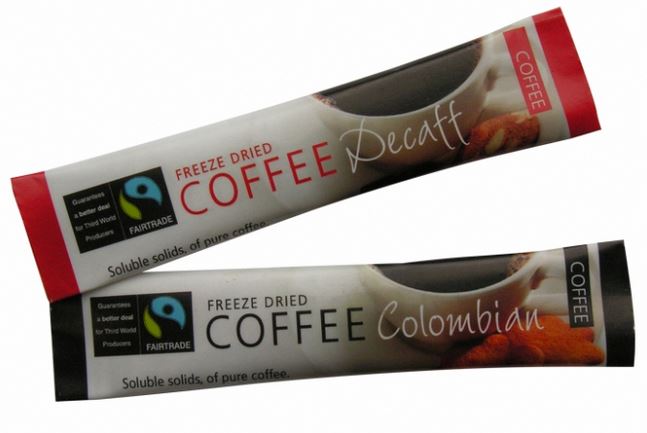 Guarantees
a better deal
for Third World
Producers
FAIRTRADE
FREEZE DRIED
COFFEE Decaff
Soluble solids, of pure coffee.
COFFEE
Guarantees
a better deal
for Third World
Producers
FAIRTRADE
FREEZE DRIED
COFFEE Colombian
Soluble solids, of pure coffee.
COFFEE